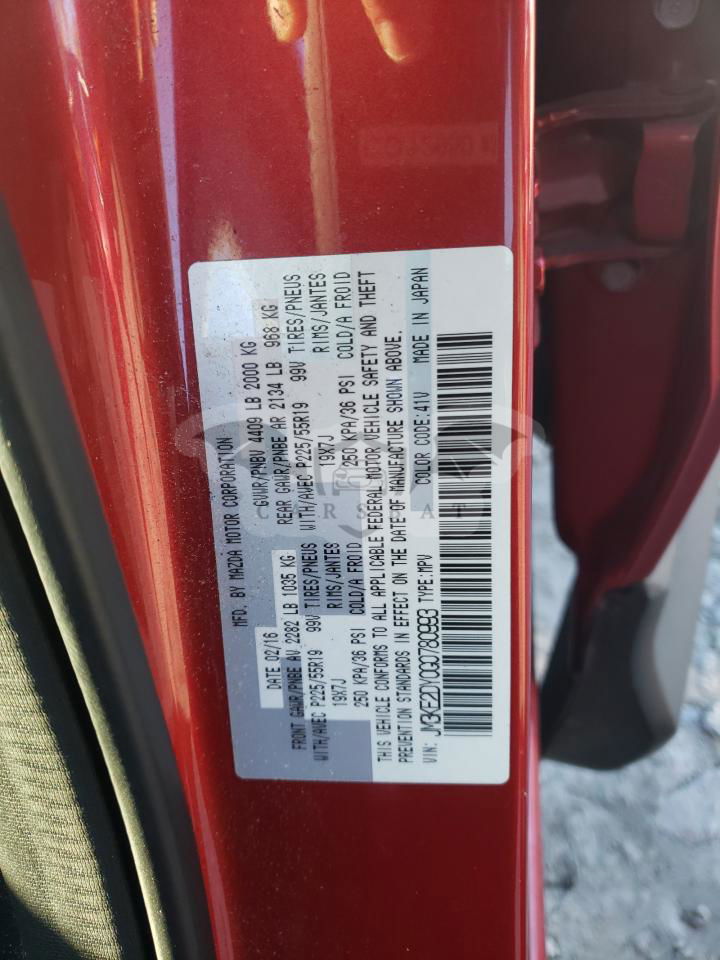 MFD. BY MAZDA MOTOR CORPORATION
DATE 02/16 GVWR/PNBV 4409 LB 2000 KG
FRONT GAWR/PNBE AV 2282 LB 1035 KG REAR GAWR/PNBE AR 2134 LB 968 KG
WITH/AVEC P225/55R19 99V TIRES/PNEUS WITH/AVEC P225/55R19 99V TIRES/PNEUS
19X7J RIMS/JANTES 19X7J RIMS/JANTES
250 KPA/36 PSI COLD/A FROID 250 KPA/36 PSI COLD/A FROID
THIS VEHICLE CONFORMS TO ALL APPLICABLE FEDERAL MOTOR VEHICLE SAFETY AND THEFT
PREVENTION STANDARDS IN EFFECT ON THE DATE OF MANUFACTURE SHOWN ABOVE.
VIN: JM3KE2DY0G0780993 TYPE:MPV COLOR CODE:41V MADE IN JAPAN
CARSBAT